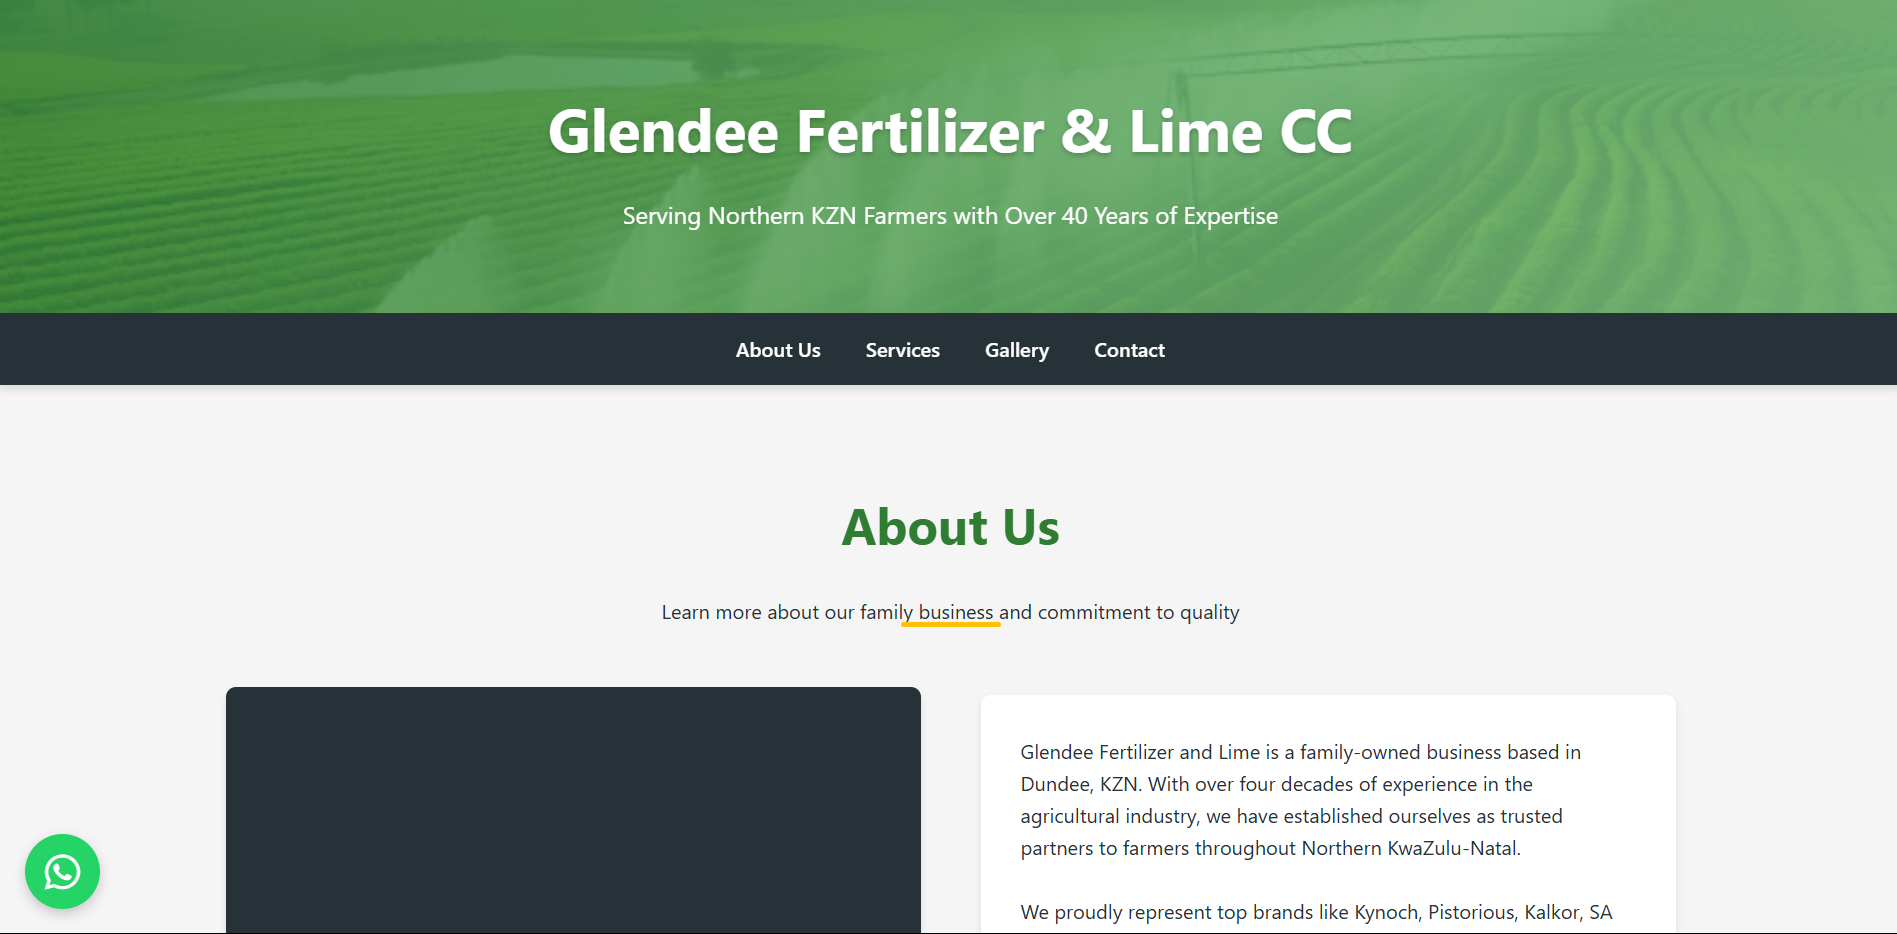 Glendee Fertilizer & Lime CC
Serving Northern KZN Farmers with Over 40 Years of Expertise
About Us Services Gallery Contact
About Us
Learn more about our family business and commitment to quality
Glendee Fertilizer and Lime is a family-owned business based in
Dundee, KZN. With over four decades of experience in the
agricultural industry, we have established ourselves as trusted
partners to farmers throughout Northern KwaZulu-Natal.
We proudly represent top brands like Kynoch, Pistorious, Kalkor, SA